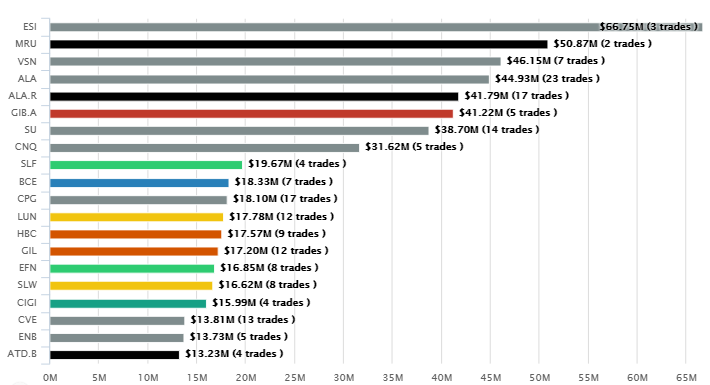 ESI $66.75M (3 trades )
MRU $50.87M (2 trades )
VSN $46.15M (7 trades )
ALA $44.93M (23 trades )
ALA.R $41.79M (17 trades )
GIB.A $41.22M (5 trades )
SU $38.70M (14 trades )
CNQ $31.62M (5 trades )
SLF $19.67M (4 trades )
BCE $18.33M (7 trades )
CPG $18.10M (17 trades )
LUN $17.78M (12 trades )
HBC $17.57M (9 trades )
GIL $17.20M (12 trades )
EFN $16.85M (8 trades )
SLW $16.62M (8 trades )
CIGI $15.99M (4 trades )
CVE $13.81M (13 trades )
ENB $13.73M (5 trades )
ATD.B $13.23M (4 trades )
0M 5M 10M 15M 20M 25M 30M 35M 40M 45M 50M 55M 60M 65M